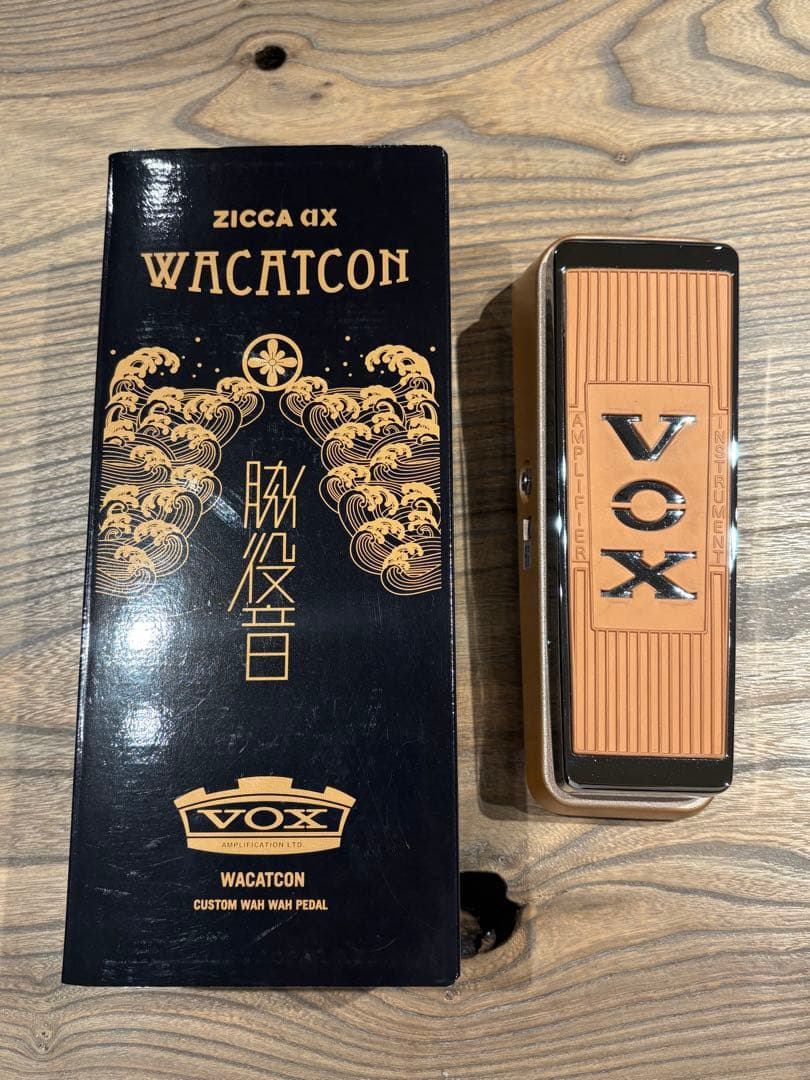 ZICCA ax
WACATCON
脇役音
VOX
AMPLIFICATION LTD.
WACATCON
CUSTOM WAH WAH PEDAL
AMPLIFIER
VOX
INSTRUMENT